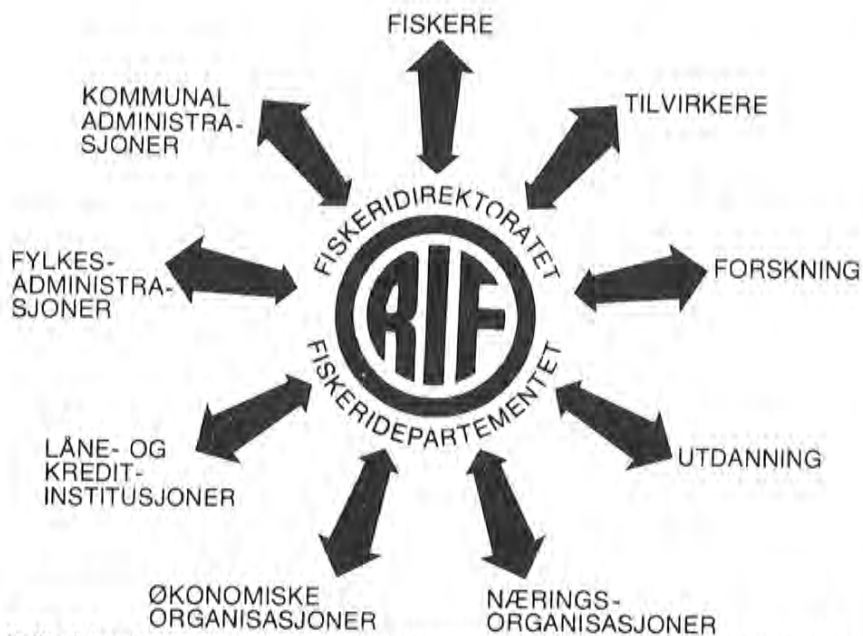 FISKERE
KOMMUNAL
ADMINISTRA-
SJONER
TILVIRKERE
FISKERIDIREKTORATET
FYLKES-
ADMINISTRA-
SJONER
RIF
FORSKNING
FISKERIDEPARTEMENTET
LÅNE- OG
KREDIT-
INSTITUSJONER
UTDANNING
ØKONOMISKE
ORGANISASJONER
NÆRINGS-
ORGANISASJONER